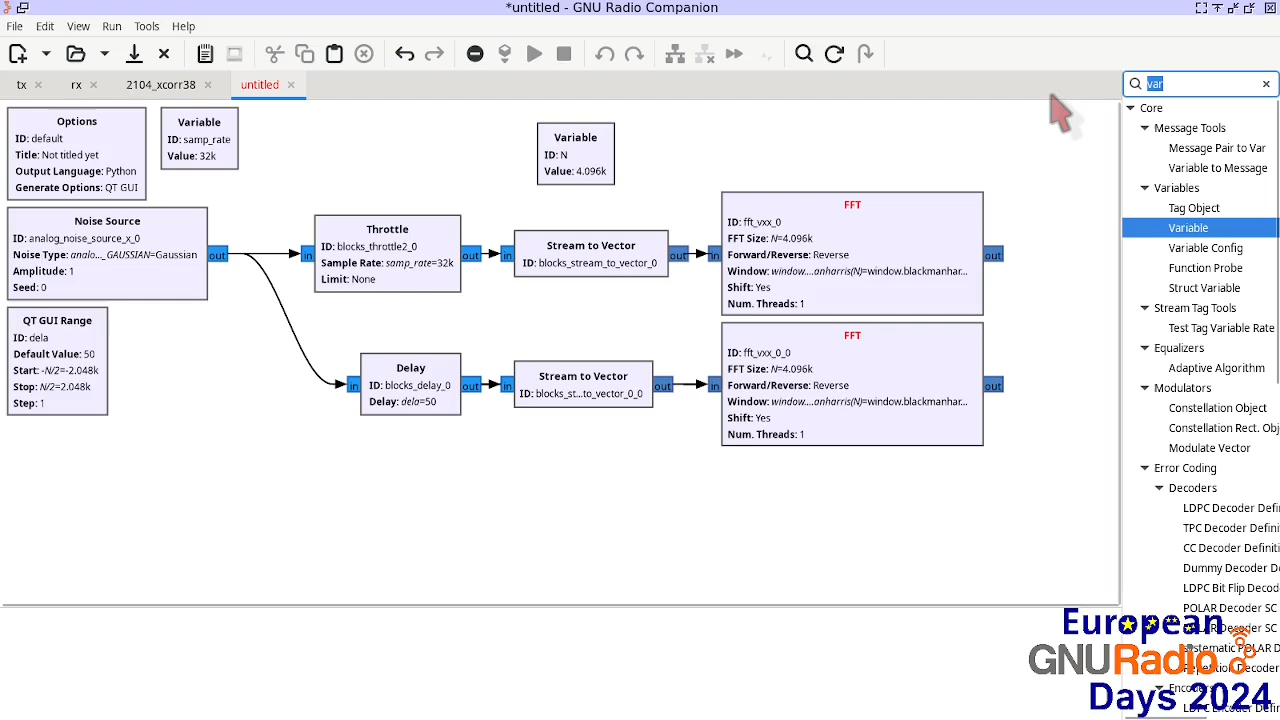 *untitled - GNU Radio Companion
File Edit View Run Tools Help
tx rx 2104_xcorr38 untitled
var
Options
ID: default
Title: Not titled yet
Output Language: Python
Generate Options: QT GUI
Variable
ID: samp_rate
Value: 32k
Variable
ID: N
Value: 4.096k
Noise Source
ID: analog_noise_source_x_0
Noise Type: analo..._GAUSSIAN=Gaussian
Amplitude: 1
Seed: 0
out
in
Throttle
ID: blocks_throttle2_0
Sample Rate: samp_rate=32k
Limit: None
out
in
Stream to Vector
ID: blocks_stream_to_vector_0
out
in
FFT
ID: fft_vxx_0
FFT Size: N=4.096k
Forward/Reverse: Reverse
Window: window....anharris(N)=window.blackmanhar...
Shift: Yes
Num. Threads: 1
out
QT GUI Range
ID: dela
Default Value: 50
Start: -N/2=-2.048k
Stop: N/2=2.048k
Step: 1
in
Delay
ID: blocks_delay_0
Delay: dela=50
out
in
Stream to Vector
ID: blocks_st...to_vector_0_0
out
in
FFT
ID: fft_vxx_0_0
FFT Size: N=4.096k
Forward/Reverse: Reverse
Window: window....anharris(N)=window.blackmanhar...
Shift: Yes
Num. Threads: 1
out
Core
Message Tools
Message Pair to Var
Variable to Message
Variables
Tag Object
Variable
Variable Config
Function Probe
Struct Variable
Stream Tag Tools
Test Tag Variable Rate
Equalizers
Adaptive Algorithm
Modulators
Constellation Object
Constellation Rect. Obj
Modulate Vector
Error Coding
Decoders
LDPC Decoder Defi
TPC Decoder Defini
CC Decoder Definiti
Dummy Decoder D
LDPC Bit Flip Decod
POLAR Decoder SC
Encoders
European
GNURadio
Days 2024